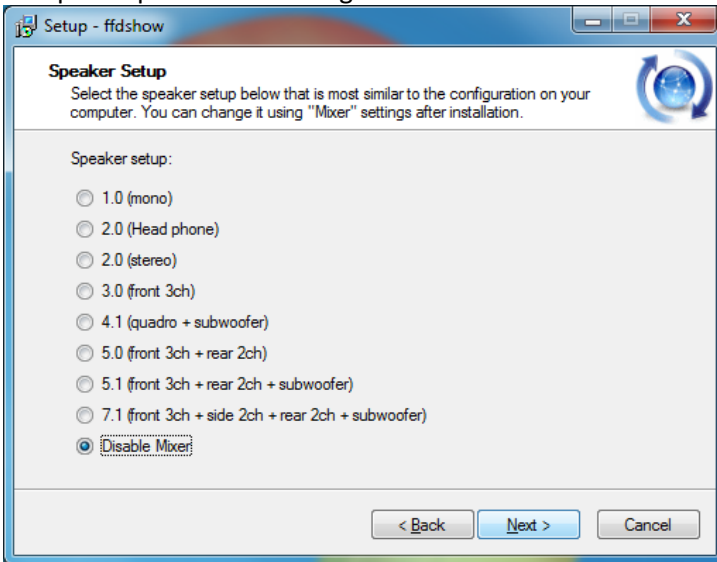 Setup - ffdshow
Speaker Setup
Select the speaker setup below that is most similar to the configuration on your
computer. You can change it using "Mixer" settings after installation.
Speaker setup:
1.0 (mono)
2.0 (Head phone)
2.0 (stereo)
3.0 (front 3ch)
4.1 (quadro + subwoofer)
5.0 (front 3ch + rear 2ch)
5.1 (front 3ch + rear 2ch + subwoofer)
7.1 (front 3ch + side 2ch + rear 2ch + subwoofer)
Disable Mixer
< Back Next > Cancel